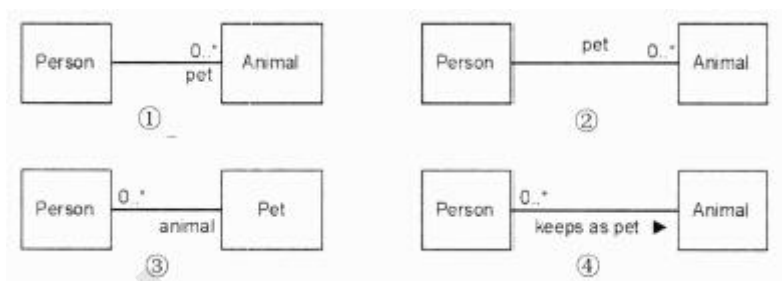 Person 0..* pet Animal
①
Person pet 0..* Animal
②
Person 0..* animal Pet
③
Person 0..* keeps as pet ► Animal
④